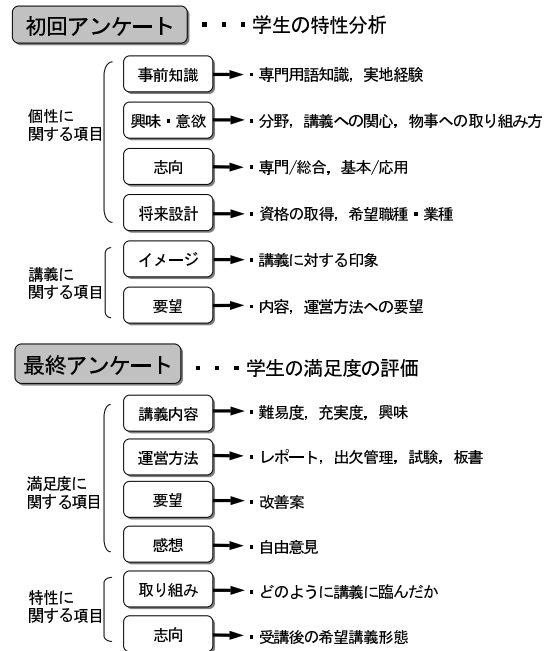 初回アンケート ・・・学生の特性分析
個性に
関する項目
事前知識 ・専門用語知識，実地経験
興味・意欲 ・分野，講義への関心，物事への取り組み方
志向 ・専門/総合，基本/応用
将来設計 ・資格の取得，希望職種・業種
講義に
関する項目
イメージ ・講義に対する印象
要望 ・内容，運営方法への要望
最終アンケート ・・・学生の満足度の評価
満足度に
関する項目
講義内容 ・難易度，充実度，興味
運営方法 ・レポート，出欠管理，試験，板書
要望 ・改善案
感想 ・自由意見
特性に
関する項目
取り組み ・どのように講義に臨んだか
志向 ・受講後の希望講義形態